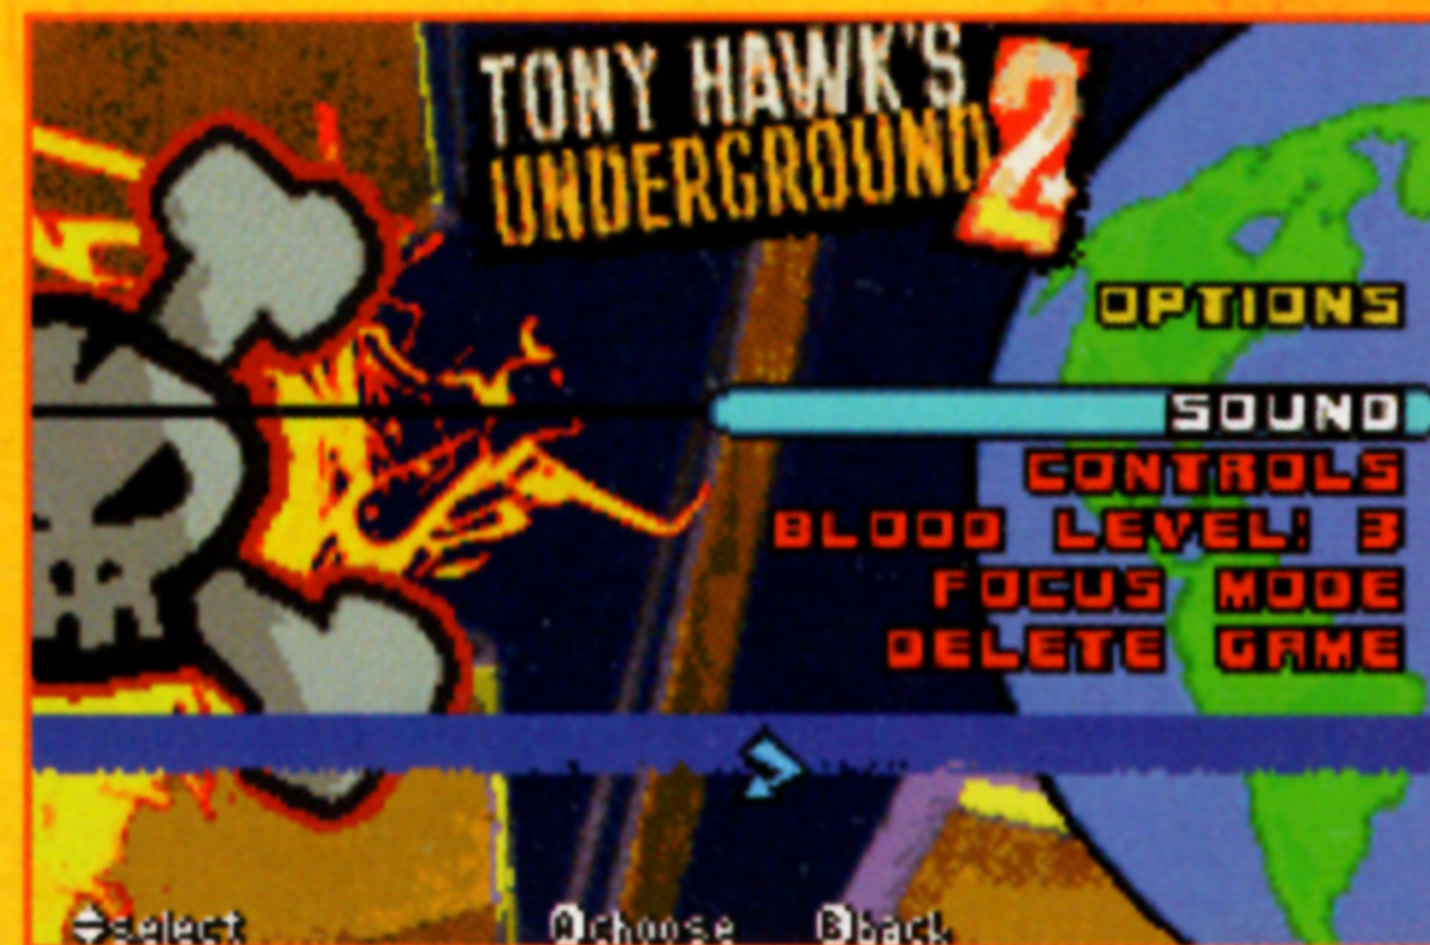 TONY HAWK'S
UNDERGROUND 2
OPTIONS
SOUND
CONTROLS
BLOOD LEVEL: 3
FOCUS MODE
DELETE GAME
select A choose B back